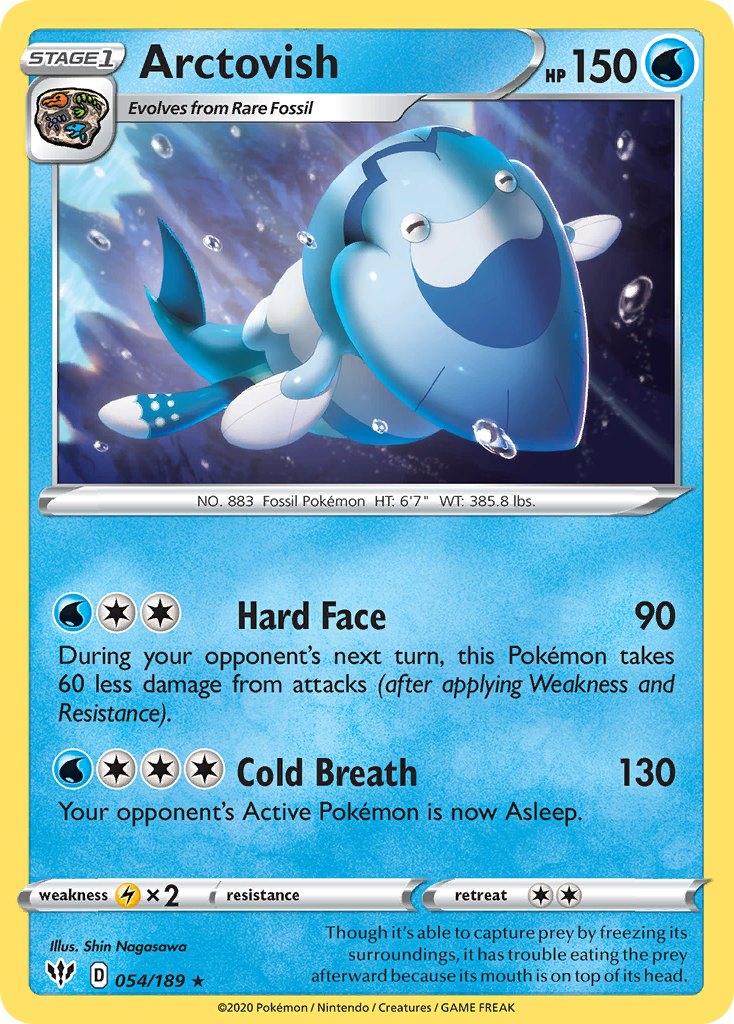 STAGE 1
Arctovish
HP 150
Evolves from Rare Fossil
NO. 883 Fossil Pokémon HT: 6'7" WT: 385.8 lbs.
Hard Face 90
During your opponent's next turn, this Pokémon takes
60 less damage from attacks (after applying Weakness and
Resistance).
Cold Breath 130
Your opponent's Active Pokémon is now Asleep.
weakness ×2 resistance retreat
Illus. Shin Nagasawa
Though it's able to capture prey by freezing its
surroundings, it has trouble eating the prey
afterward because its mouth is on top of its head.
D 054/189 ★
©2020 Pokémon / Nintendo / Creatures / GAME FREAK